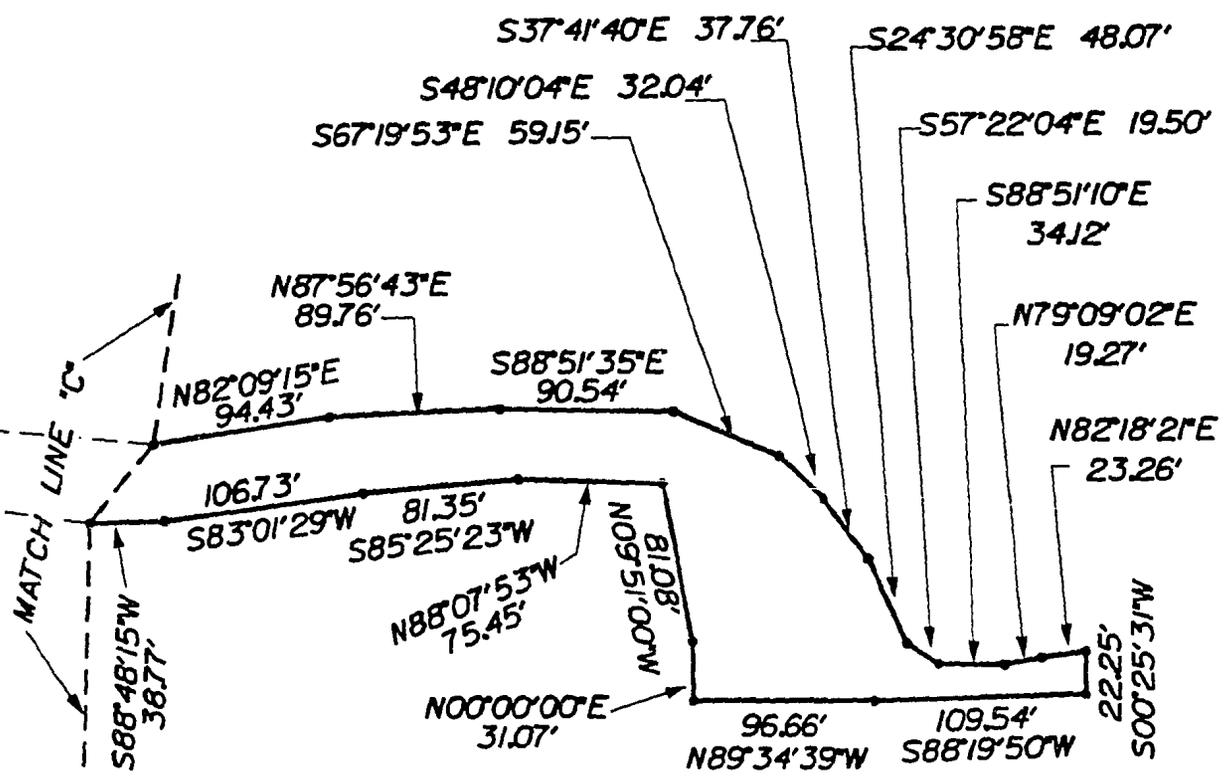 S37°41'40"E 37.76'
S24°30'58"E 48.07'
S48°10'04"E 32.04'
S67°19'53"E 59.15'
S57°22'04"E 19.50'
S88°51'10"E
34.12'
N87°56'43"E
89.76'
N79°09'02"E
19.27'
S88°51'35"E
90.54'
N82°09'15"E
94.43'
N82°18'21"E
23.26'
MATCH LINE "C"
106.73'
S83°01'29"W
81.35'
S85°25'23"W
N88°07'53"W
75.45'
81.08'
N09°51'00"W
S88°48'15"W
38.77'
N00°00'00"E
31.07'
96.66'
N89°34'39"W
109.54'
S88°19'50"W
22.25'
S00°25'31"W